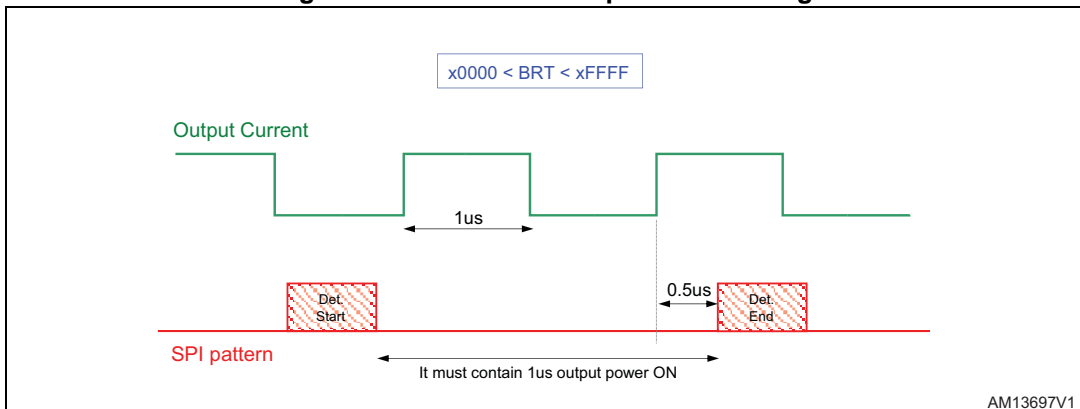 x0000 < BRT < xFFFF
Output Current
1us
0.5us
Det.
Start
Det.
End
SPI pattern
It must contain 1us output power ON
AM13697V1